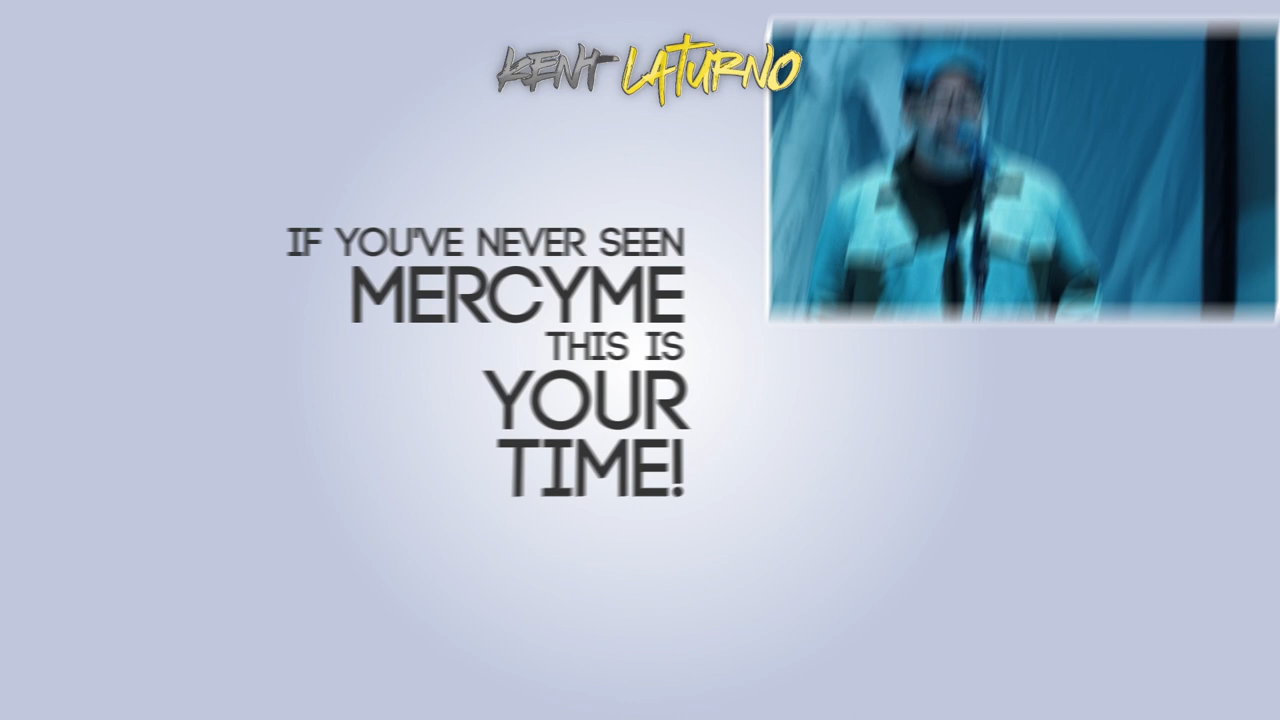 KENT LATURNO
IF YOU'VE NEVER SEEN
MERCYME
THIS IS
YOUR
TIME!